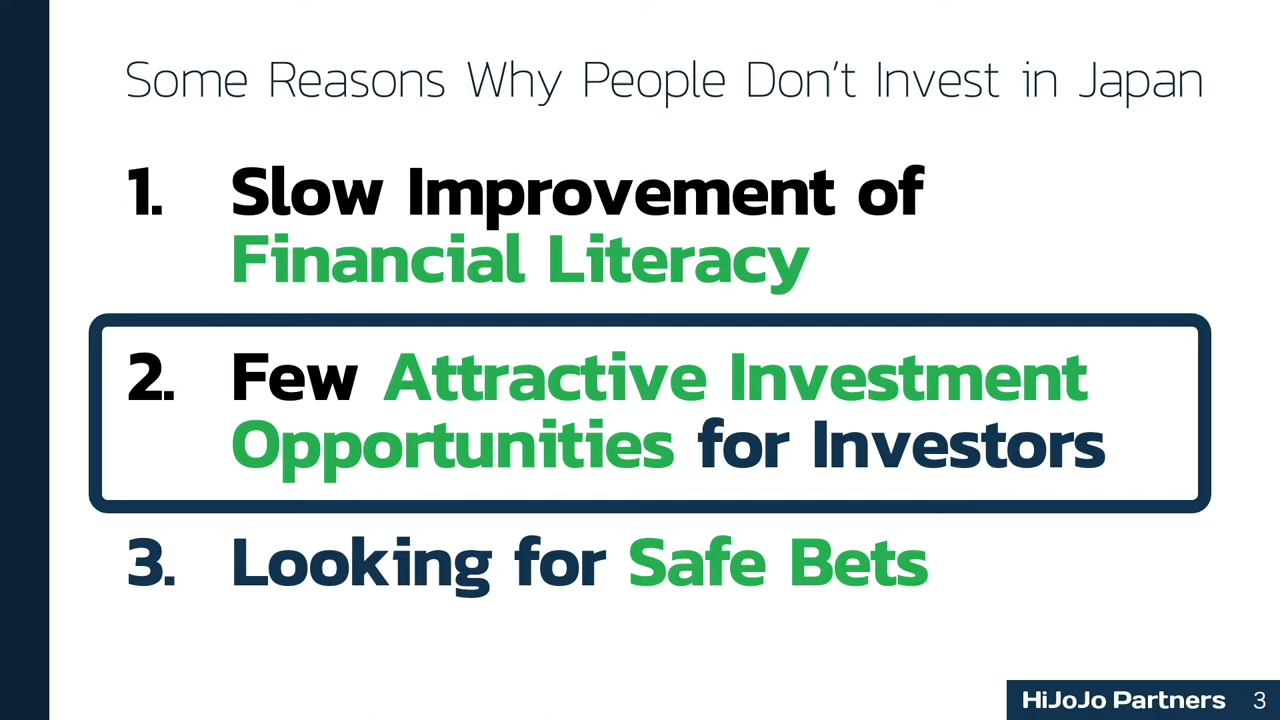 Some Reasons Why People Don't Invest in Japan
1. Slow Improvement of
Financial Literacy
2. Few Attractive Investment
Opportunities for Investors
3. Looking for Safe Bets
HiJoJo Partners 3